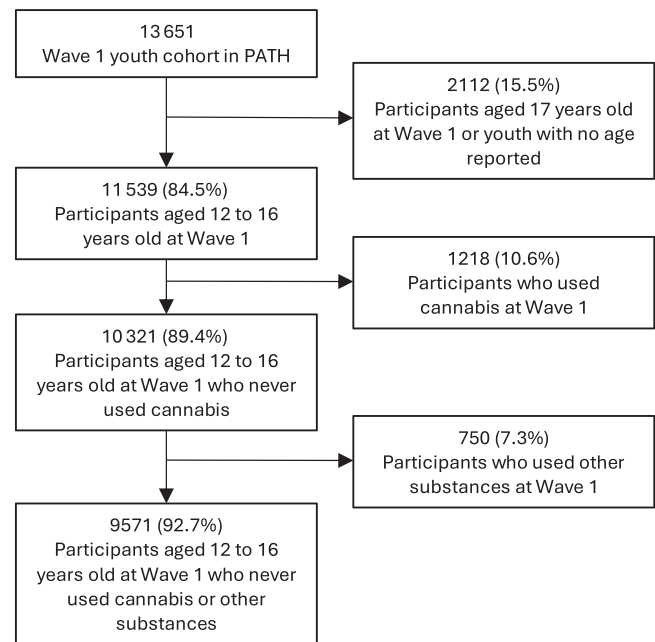 13 651
Wave 1 youth cohort in PATH
2112 (15.5%)
Participants aged 17 years old
at Wave 1 or youth with no age
reported
11 539 (84.5%)
Participants aged 12 to 16
years old at Wave 1
1218 (10.6%)
Participants who used
cannabis at Wave 1
10 321 (89.4%)
Participants aged 12 to 16
years old at Wave 1 who never
used cannabis
750 (7.3%)
Participants who used other
substances at Wave 1
9571 (92.7%)
Participants aged 12 to 16
years old at Wave 1 who never
used cannabis or other
substances